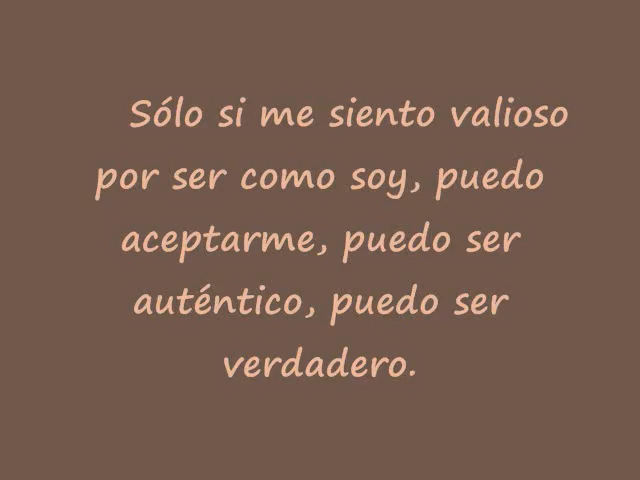 Sólo si me siento valioso
por ser como soy, puedo
aceptarme, puedo ser
auténtico, puedo ser
verdadero.